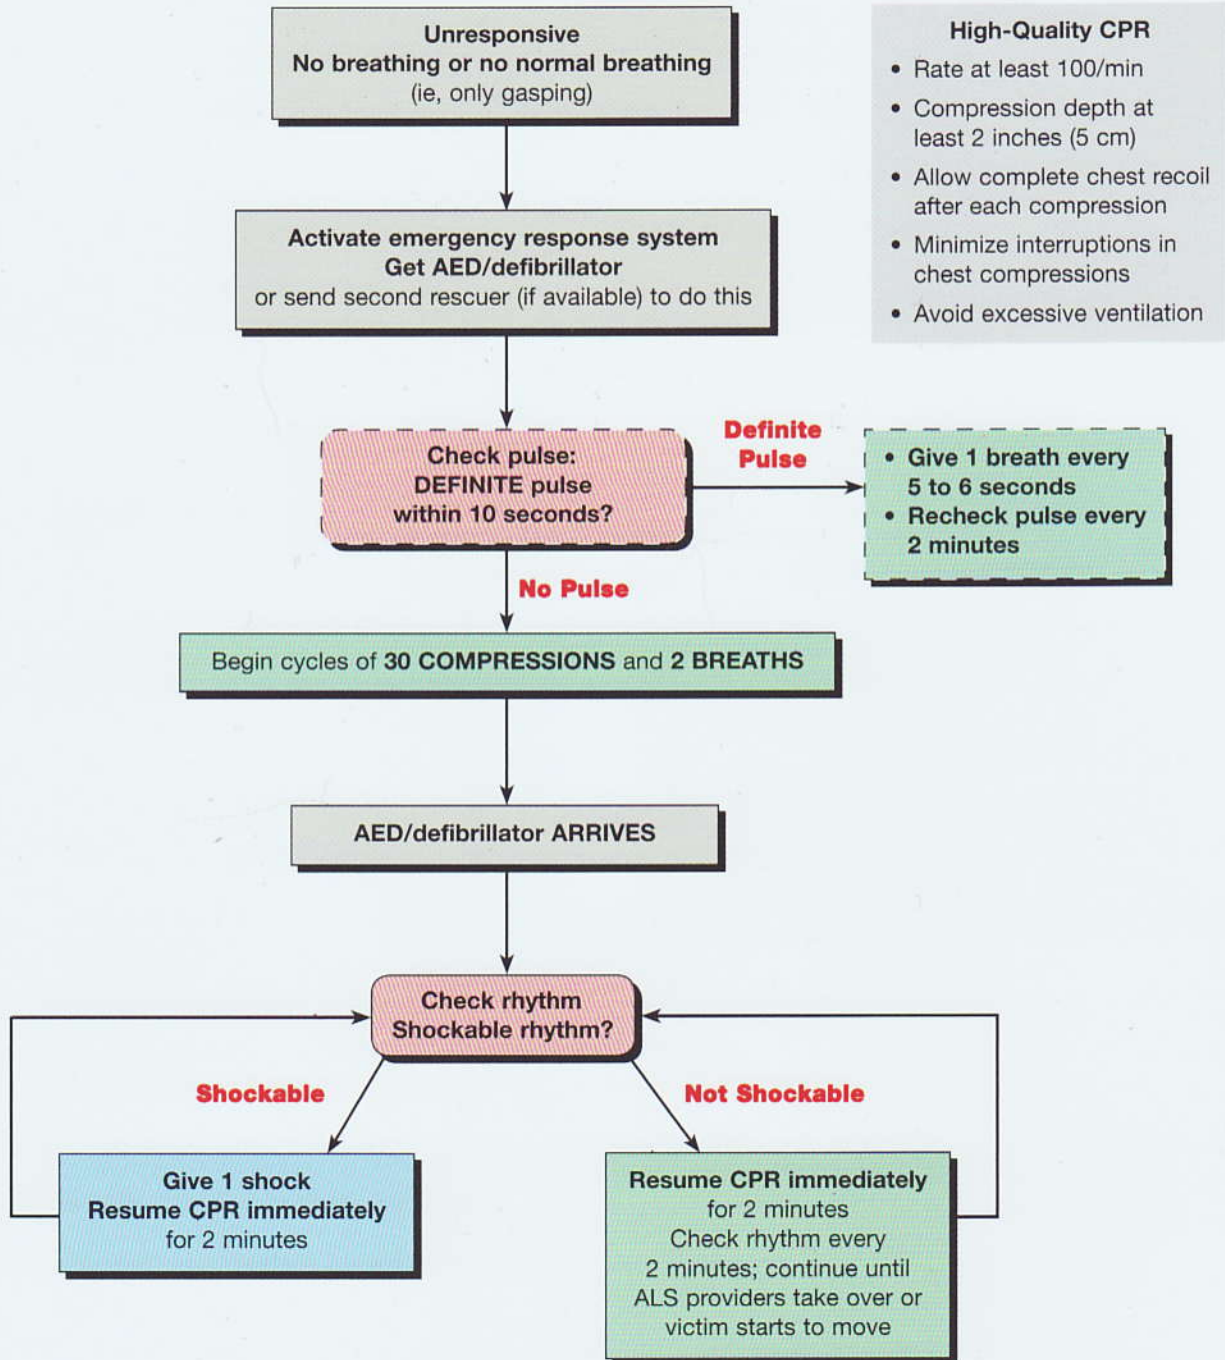 Unresponsive
No breathing or no normal breathing
(ie, only gasping)
High-Quality CPR
• Rate at least 100/min
• Compression depth at
least 2 inches (5 cm)
• Allow complete chest recoil
after each compression
• Minimize interruptions in
chest compressions
• Avoid excessive ventilation
Activate emergency response system
Get AED/defibrillator
or send second rescuer (if available) to do this
Check pulse:
DEFINITE pulse
within 10 seconds?
Definite
Pulse
• Give 1 breath every
5 to 6 seconds
• Recheck pulse every
2 minutes
No Pulse
Begin cycles of 30 COMPRESSIONS and 2 BREATHS
AED/defibrillator ARRIVES
Check rhythm
Shockable rhythm?
Shockable
Not Shockable
Give 1 shock
Resume CPR immediately
for 2 minutes
Resume CPR immediately
for 2 minutes
Check rhythm every
2 minutes; continue until
ALS providers take over or
victim starts to move